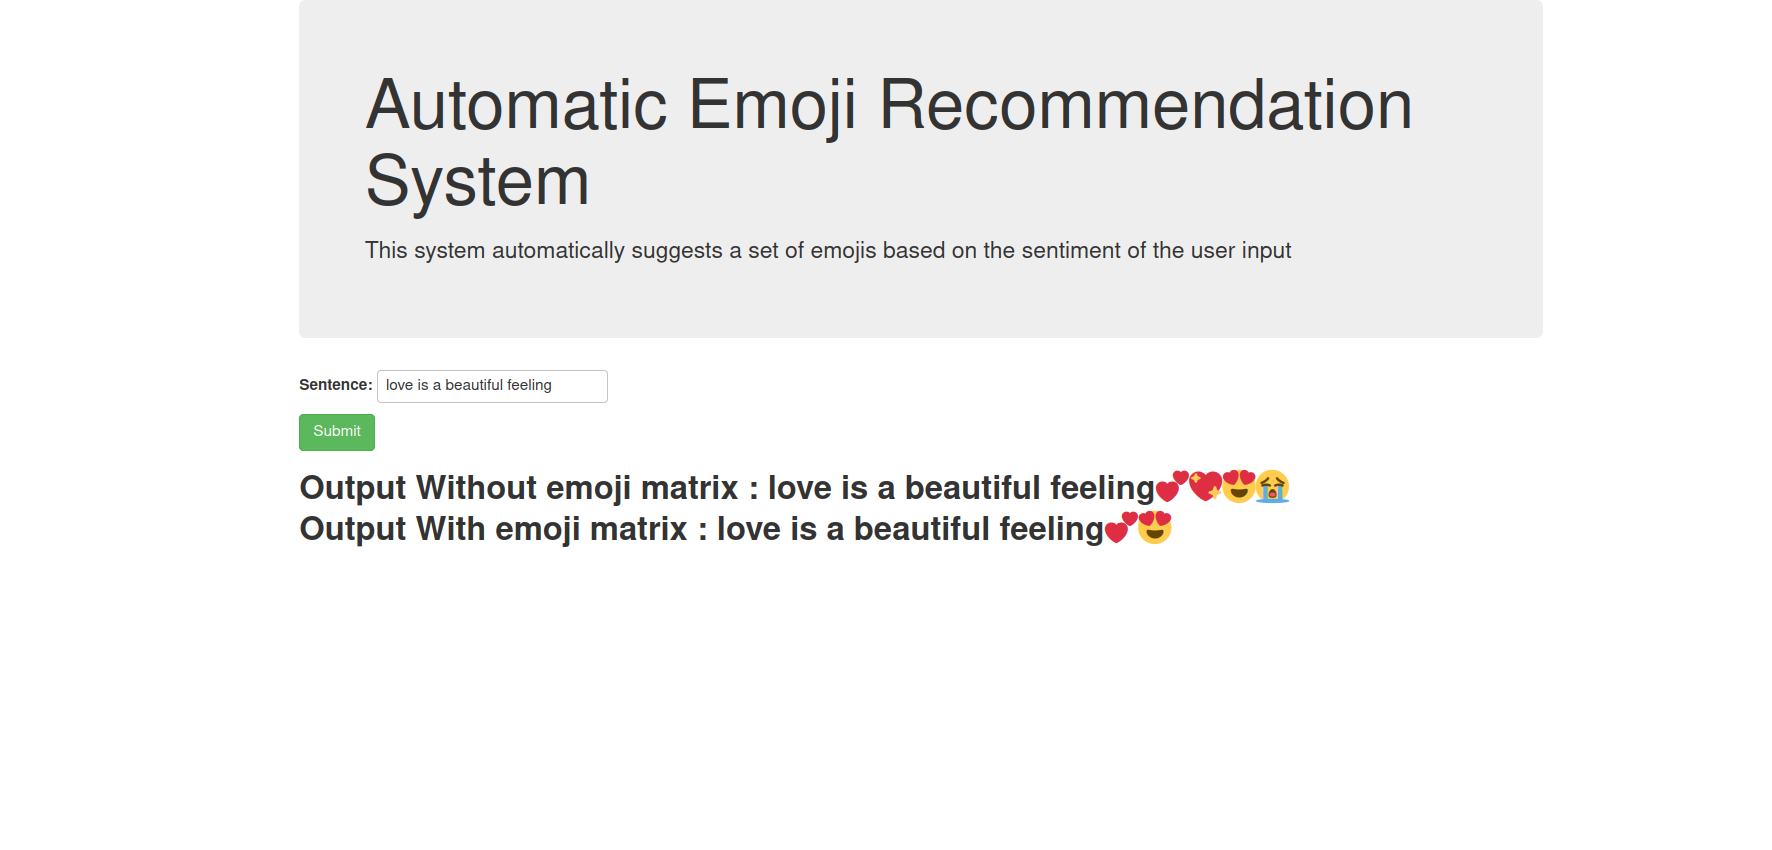 Automatic Emoji Recommendation
System
This system automatically suggests a set of emojis based on the sentiment of the user input
Sentence: love is a beautiful feeling
Submit
Output Without emoji matrix : love is a beautiful feeling💕💖😍😭
Output With emoji matrix : love is a beautiful feeling💕😍